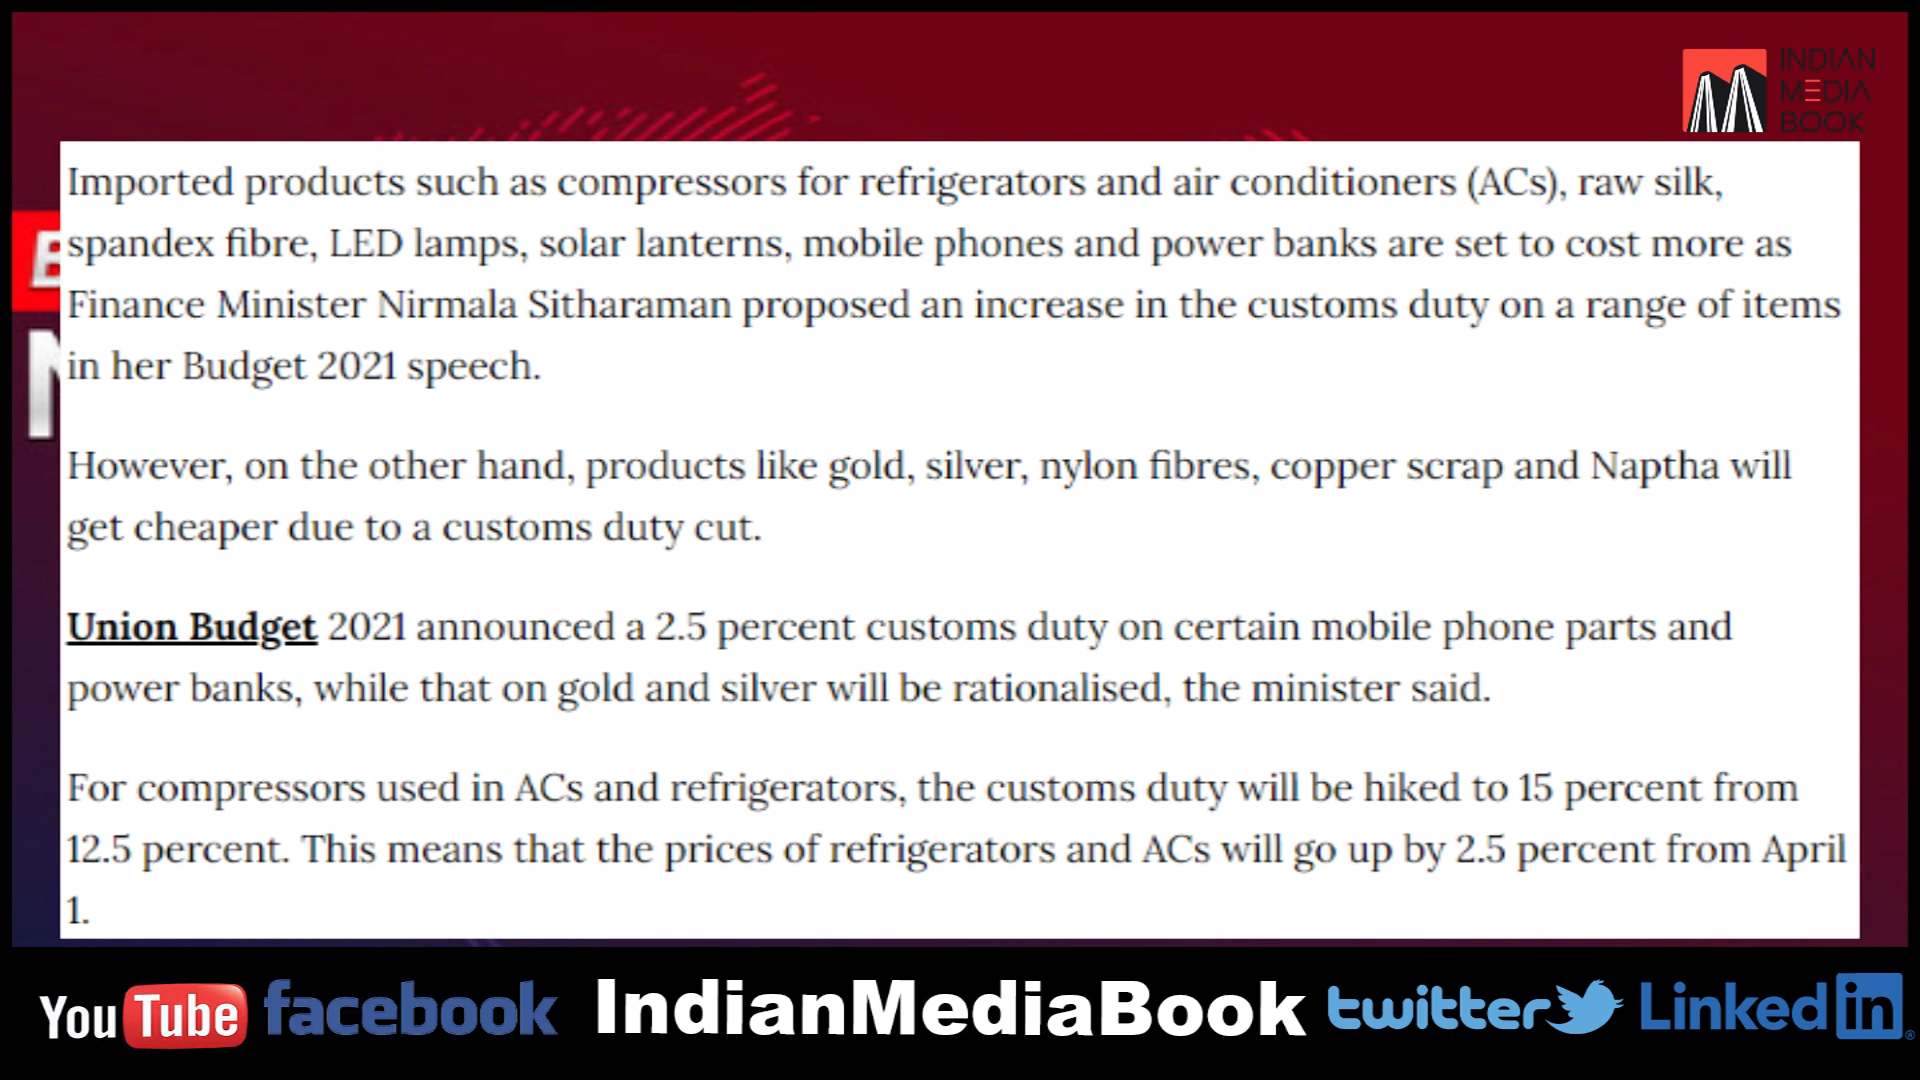 INDIAN
MEDIA
BOOK
Imported products such as compressors for refrigerators and air conditioners (ACs), raw silk,
spandex fibre, LED lamps, solar lanterns, mobile phones and power banks are set to cost more as
Finance Minister Nirmala Sitharaman proposed an increase in the customs duty on a range of items
in her Budget 2021 speech.
However, on the other hand, products like gold, silver, nylon fibres, copper scrap and Naptha will
get cheaper due to a customs duty cut.
Union Budget 2021 announced a 2.5 percent customs duty on certain mobile phone parts and
power banks, while that on gold and silver will be rationalised, the minister said.
For compressors used in ACs and refrigerators, the customs duty will be hiked to 15 percent from
12.5 percent. This means that the prices of refrigerators and ACs will go up by 2.5 percent from April
1.
YouTube facebook IndianMediaBook twitter Linked in®